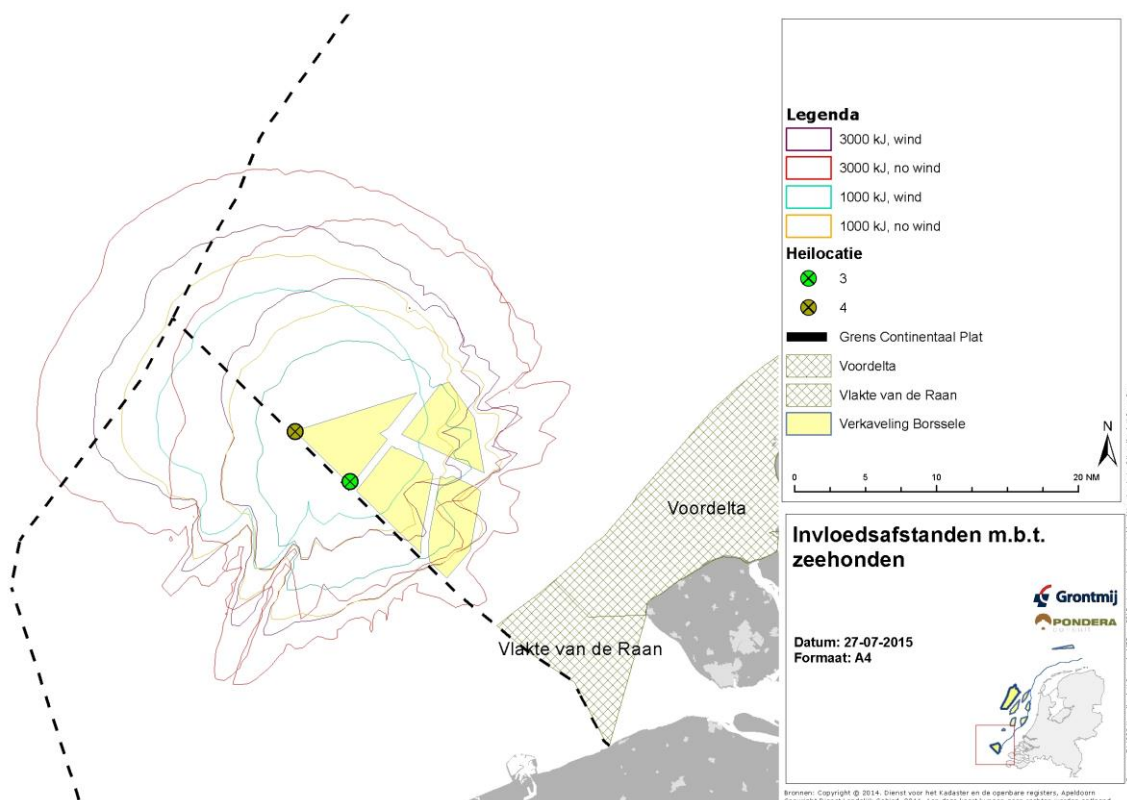 Voordelta
Vlakte van de Raan
Legenda
3000 kJ, wind
3000 kJ, no wind
1000 kJ, wind
1000 kJ, no wind
Heilocatie
3
4
Grens Continentaal Plat
Voordelta
Vlakte van de Raan
Verkaveling Borssele
N
0 5 10 20 NM
Invloedsafstanden m.b.t.
zeehonden
Grontmij
PONDERA
Datum: 27-07-2015
Formaat: A4
Bronnen: Copyright © 2014, Dienst voor het Kadaster en de openbare registers, Apeldoorn